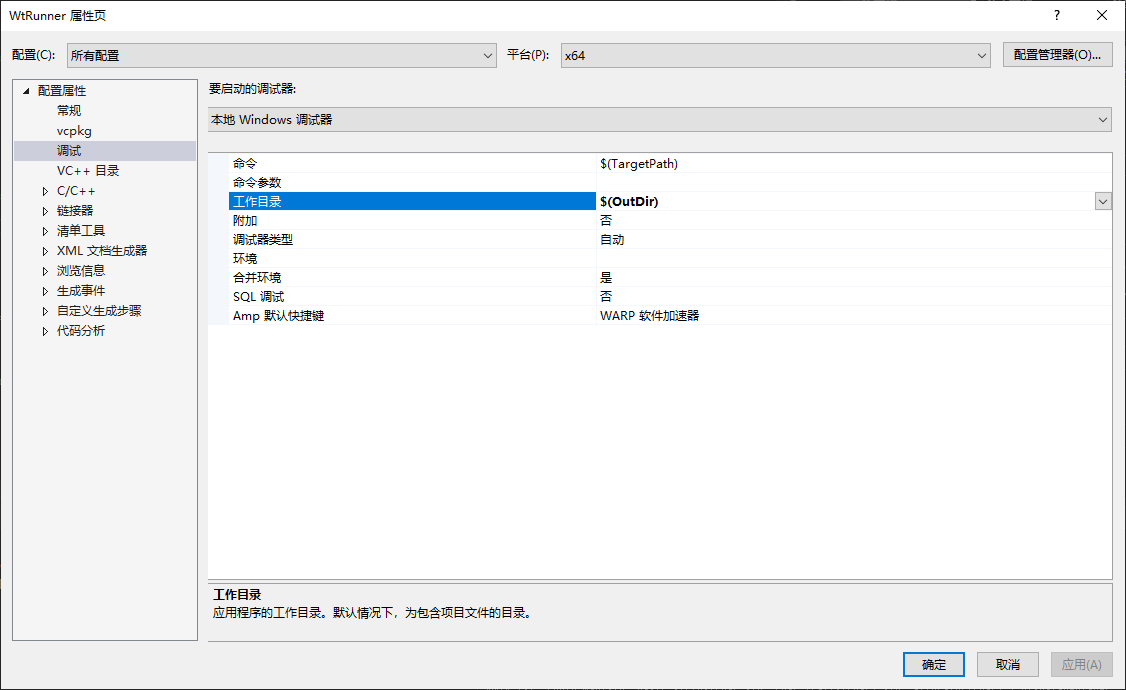 WtRunner 属性页
配置(C): 所有配置 平台(P): x64 配置管理器(O)...
配置属性
常规
vcpkg
调试
VC++ 目录
C/C++
链接器
清单工具
XML 文档生成器
浏览信息
生成事件
自定义生成步骤
代码分析
要启动的调试器:
本地 Windows 调试器
命令 $(TargetPath)
命令参数
工作目录 $(OutDir)
附加 否
调试器类型 自动
环境
合并环境 是
SQL 调试 否
Amp 默认快捷键 WARP 软件加速器
工作目录
应用程序的工作目录。默认情况下，为包含项目文件的目录。
确定 取消 应用(A)